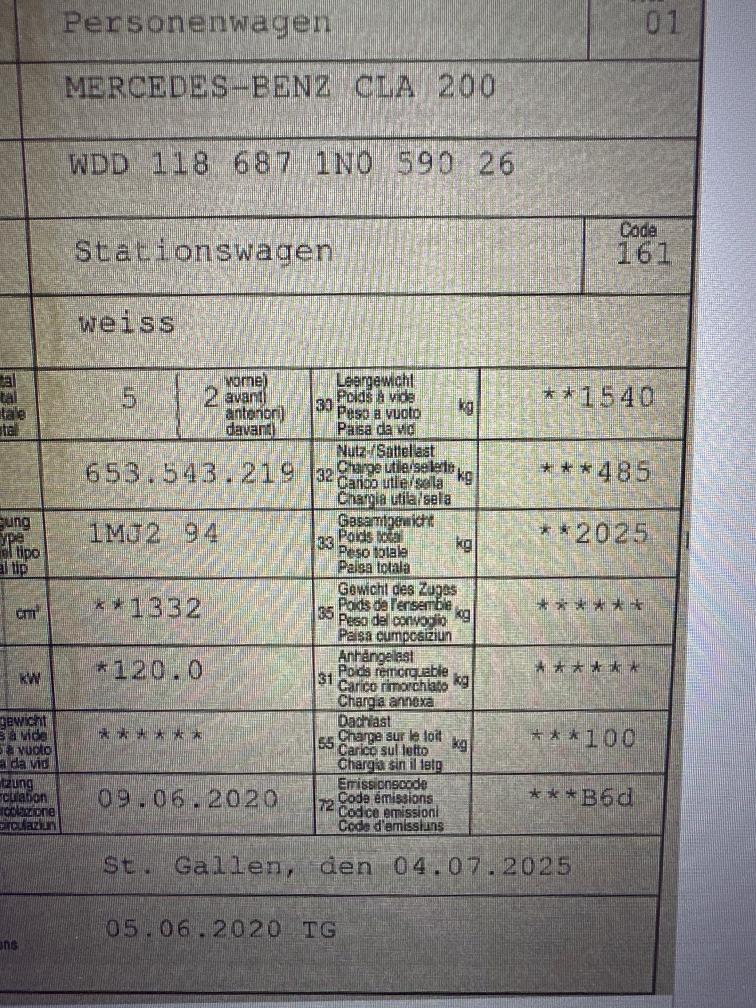 Personenwagen 01
MERCEDES-BENZ CLA 200
WDD 118 687 1N0 590 26
Code
Stationswagen 161
weiss
5 2 vorne) avant) anteriori) davant)
30 Leergewicht Poids à vide Peso a vuoto Paisa da vid kg **1540
653.543.219
32 Nutz-/Sattellast Charge utile/sellette Carico utile/sella Chargia utila/sela kg ***485
1MJ2 94
33 Gesamtgewicht Poids total Peso totale Paisa totala kg **2025
cm³ **1332
35 Gewicht des Zuges Poids de l'ensemble Peso del convoglio Paisa cumposiziun kg ******
kW *120.0
31 Anhängelast Poids remorquable Carico rimorchiato Chargia annexa kg ******
******
55 Dachlast Charge sur le toit Carico sul tetto Chargia sin il tetg kg ***100
09.06.2020
72 Emissionscode Code émissions Codice emissioni Code d'emissiuns ***B6d
St. Gallen, den 04.07.2025
05.06.2020 TG